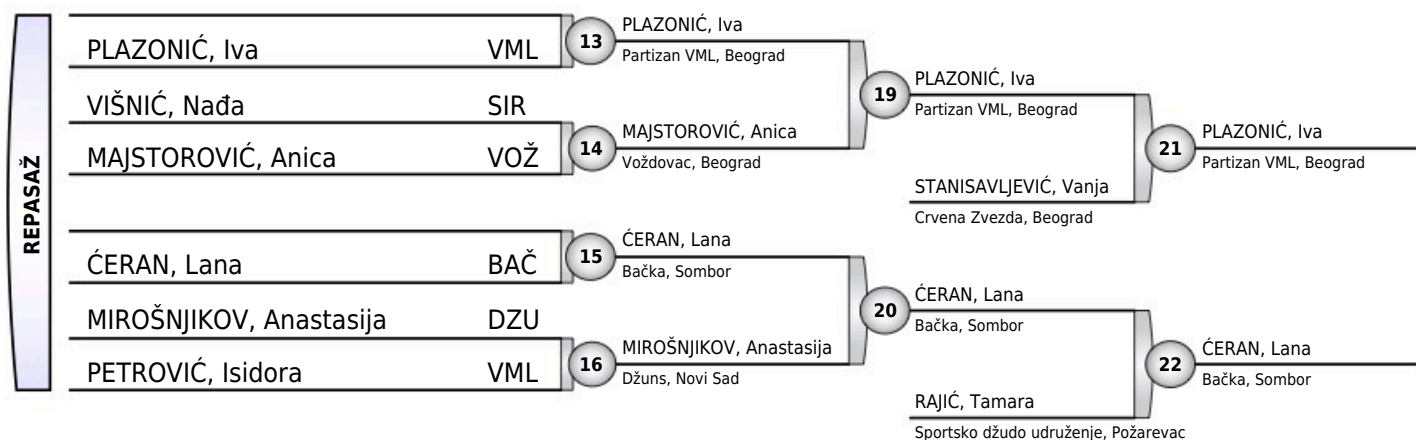 REPASAŽ
PLAZONIĆ, Iva VML
VIŠNIĆ, Nađa SIR
MAJSTOROVIĆ, Anica VOŽ
ĆERAN, Lana BAČ
MIROŠNJIKOV, Anastasija DZU
PETROVIĆ, Isidora VML
13
PLAZONIĆ, Iva
Partizan VML, Beograd
14
MAJSTOROVIĆ, Anica
Voždovac, Beograd
15
ĆERAN, Lana
Bačka, Sombor
16
MIROŠNJIKOV, Anastasija
Džuns, Novi Sad
19
PLAZONIĆ, Iva
Partizan VML, Beograd
STANISAVLJEVIĆ, Vanja
Crvena Zvezda, Beograd
20
ĆERAN, Lana
Bačka, Sombor
RAJIĆ, Tamara
Sportsko džudo udruženje, Požarevac
21
PLAZONIĆ, Iva
Partizan VML, Beograd
22
ĆERAN, Lana
Bačka, Sombor